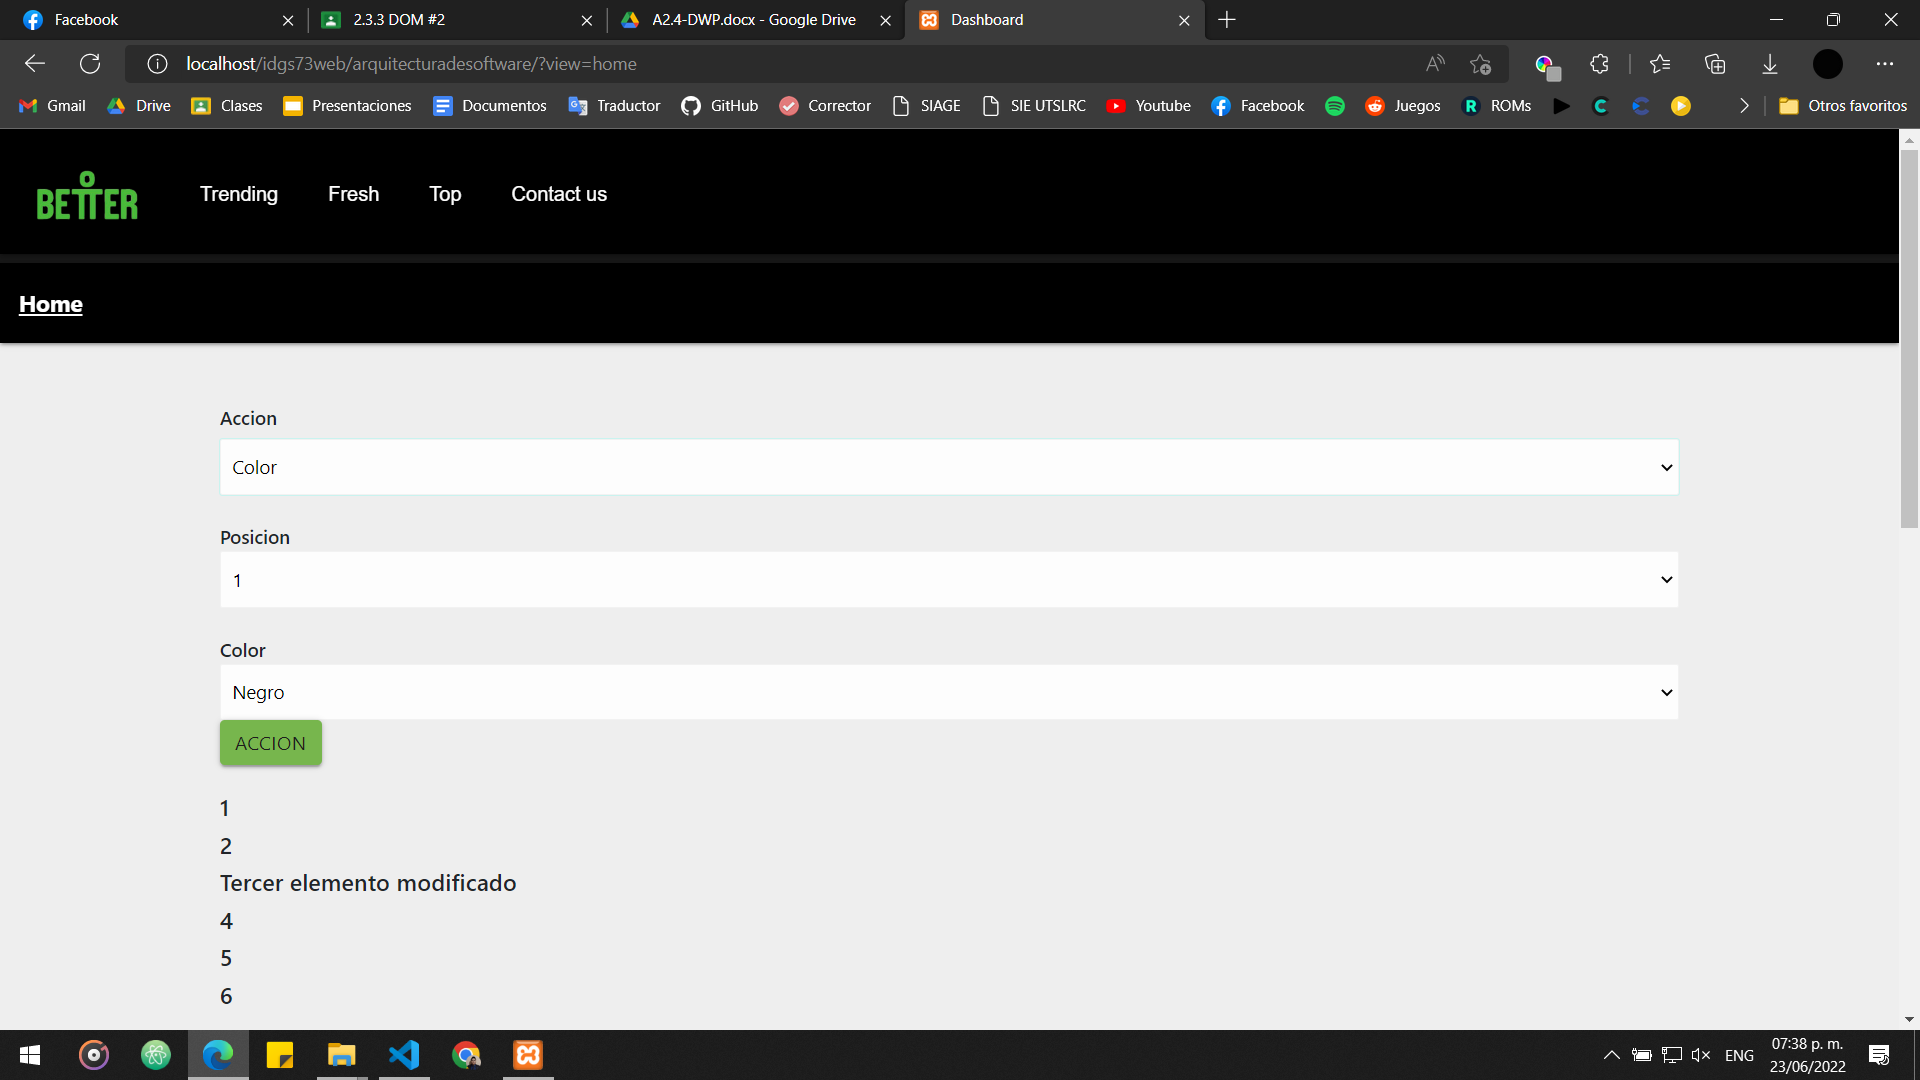 Facebook
2.3.3 DOM #2
A2.4-DWP.docx - Google Drive
Dashboard
localhost/idgs73web/arquitecturadesoftware/?view=home
Gmail
Drive
Clases
Presentaciones
Documentos
Traductor
GitHub
Corrector
SIAGE
SIE UTSLRC
Youtube
Facebook
Juegos
ROMs
Otros favoritos
BETTER
Trending
Fresh
Top
Contact us
Home
Accion
Color
Posicion
1
Color
Negro
ACCION
1
2
Tercer elemento modificado
4
5
6
ENG
07:38 p. m.
23/06/2022